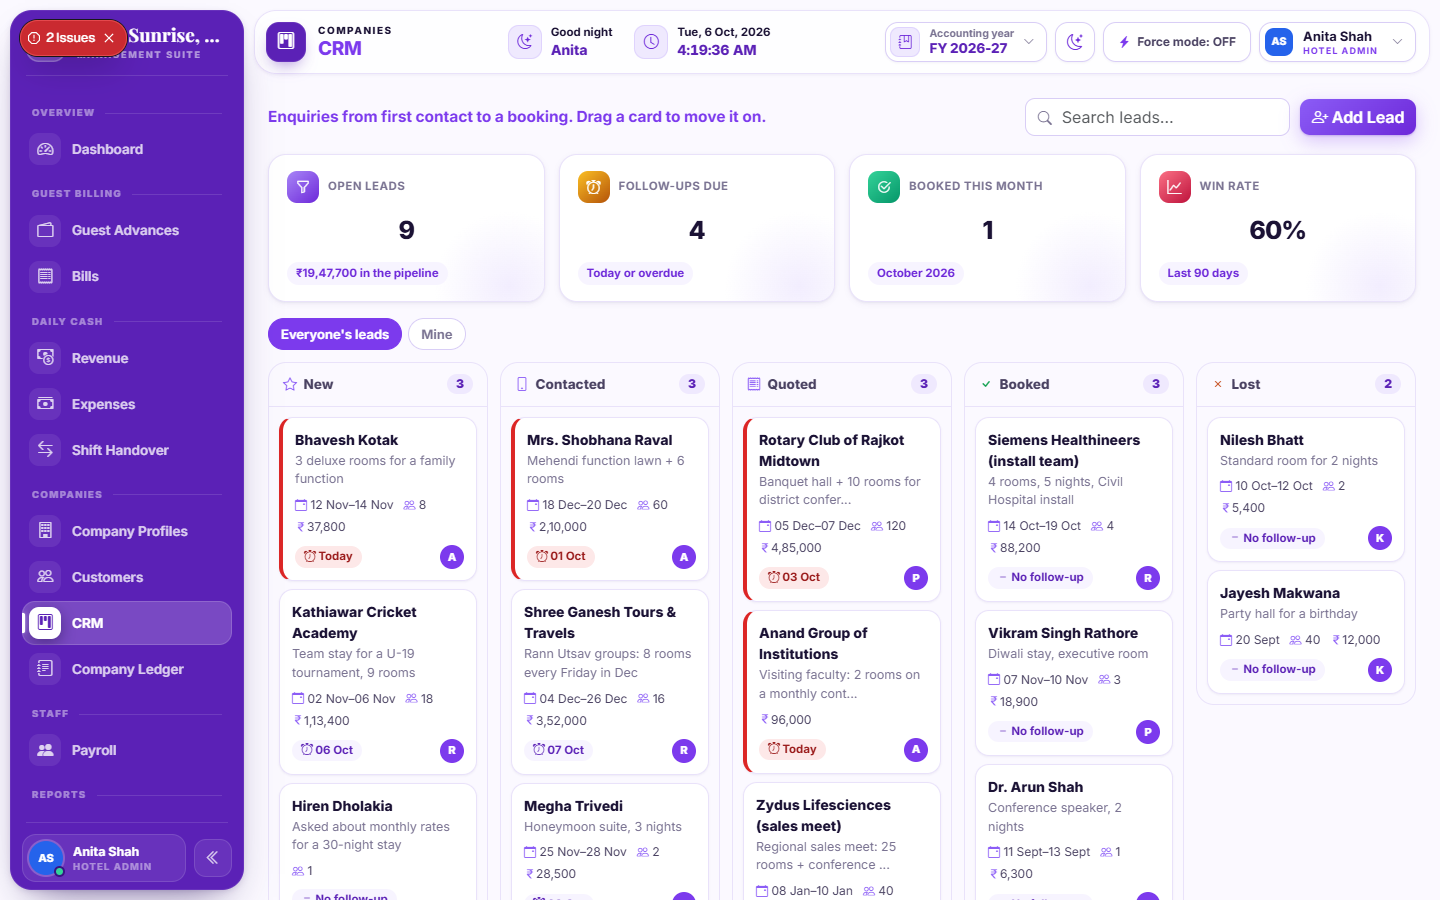 2 Issues
Sunrise, ...
MANAGEMENT SUITE
OVERVIEW
Dashboard
GUEST BILLING
Guest Advances
Bills
DAILY CASH
Revenue
Expenses
Shift Handover
COMPANIES
Company Profiles
Customers
CRM
Company Ledger
STAFF
Payroll
REPORTS
AS
Anita Shah
HOTEL ADMIN
COMPANIES
CRM
Good night
Anita
Tue, 6 Oct, 2026
4:19:36 AM
Accounting year
FY 2026-27
Force mode: OFF
AS
Anita Shah
HOTEL ADMIN
Enquiries from first contact to a booking. Drag a card to move it on.
Search leads...
Add Lead
OPEN LEADS
9
₹19,47,700 in the pipeline
FOLLOW-UPS DUE
4
Today or overdue
BOOKED THIS MONTH
1
October 2026
WIN RATE
60%
Last 90 days
Everyone's leads
Mine
New
3
Bhavesh Kotak
3 deluxe rooms for a family
function
12 Nov–14 Nov 8
₹ 37,800
Today
A
Kathiawar Cricket
Academy
Team stay for a U-19
tournament, 9 rooms
02 Nov–06 Nov 18
₹ 1,13,400
06 Oct
R
Hiren Dholakia
Asked about monthly rates
for a 30-night stay
1
– No follow-up
Contacted
3
Mrs. Shobhana Raval
Mehendi function lawn + 6
rooms
18 Dec–20 Dec 60
₹ 2,10,000
01 Oct
A
Shree Ganesh Tours &
Travels
Rann Utsav groups: 8 rooms
every Friday in Dec
04 Dec–26 Dec 16
₹ 3,52,000
07 Oct
R
Megha Trivedi
Honeymoon suite, 3 nights
25 Nov–28 Nov 2
₹ 28,500
Quoted
3
Rotary Club of Rajkot
Midtown
Banquet hall + 10 rooms for
district confer...
05 Dec–07 Dec 120
₹ 4,85,000
03 Oct
P
Anand Group of
Institutions
Visiting faculty: 2 rooms on
a monthly cont...
₹ 96,000
Today
A
Zydus Lifesciences
(sales meet)
Regional sales meet: 25
rooms + conference ...
08 Jan–10 Jan 40
Booked
3
Siemens Healthineers
(install team)
4 rooms, 5 nights, Civil
Hospital install
14 Oct–19 Oct 4
₹ 88,200
– No follow-up
R
Vikram Singh Rathore
Diwali stay, executive room
07 Nov–10 Nov 3
₹ 18,900
– No follow-up
P
Dr. Arun Shah
Conference speaker, 2
nights
11 Sept–13 Sept 1
₹ 6,300
Lost
2
Nilesh Bhatt
Standard room for 2 nights
10 Oct–12 Oct 2
₹ 5,400
– No follow-up
K
Jayesh Makwana
Party hall for a birthday
20 Sept 40 ₹ 12,000
– No follow-up
K